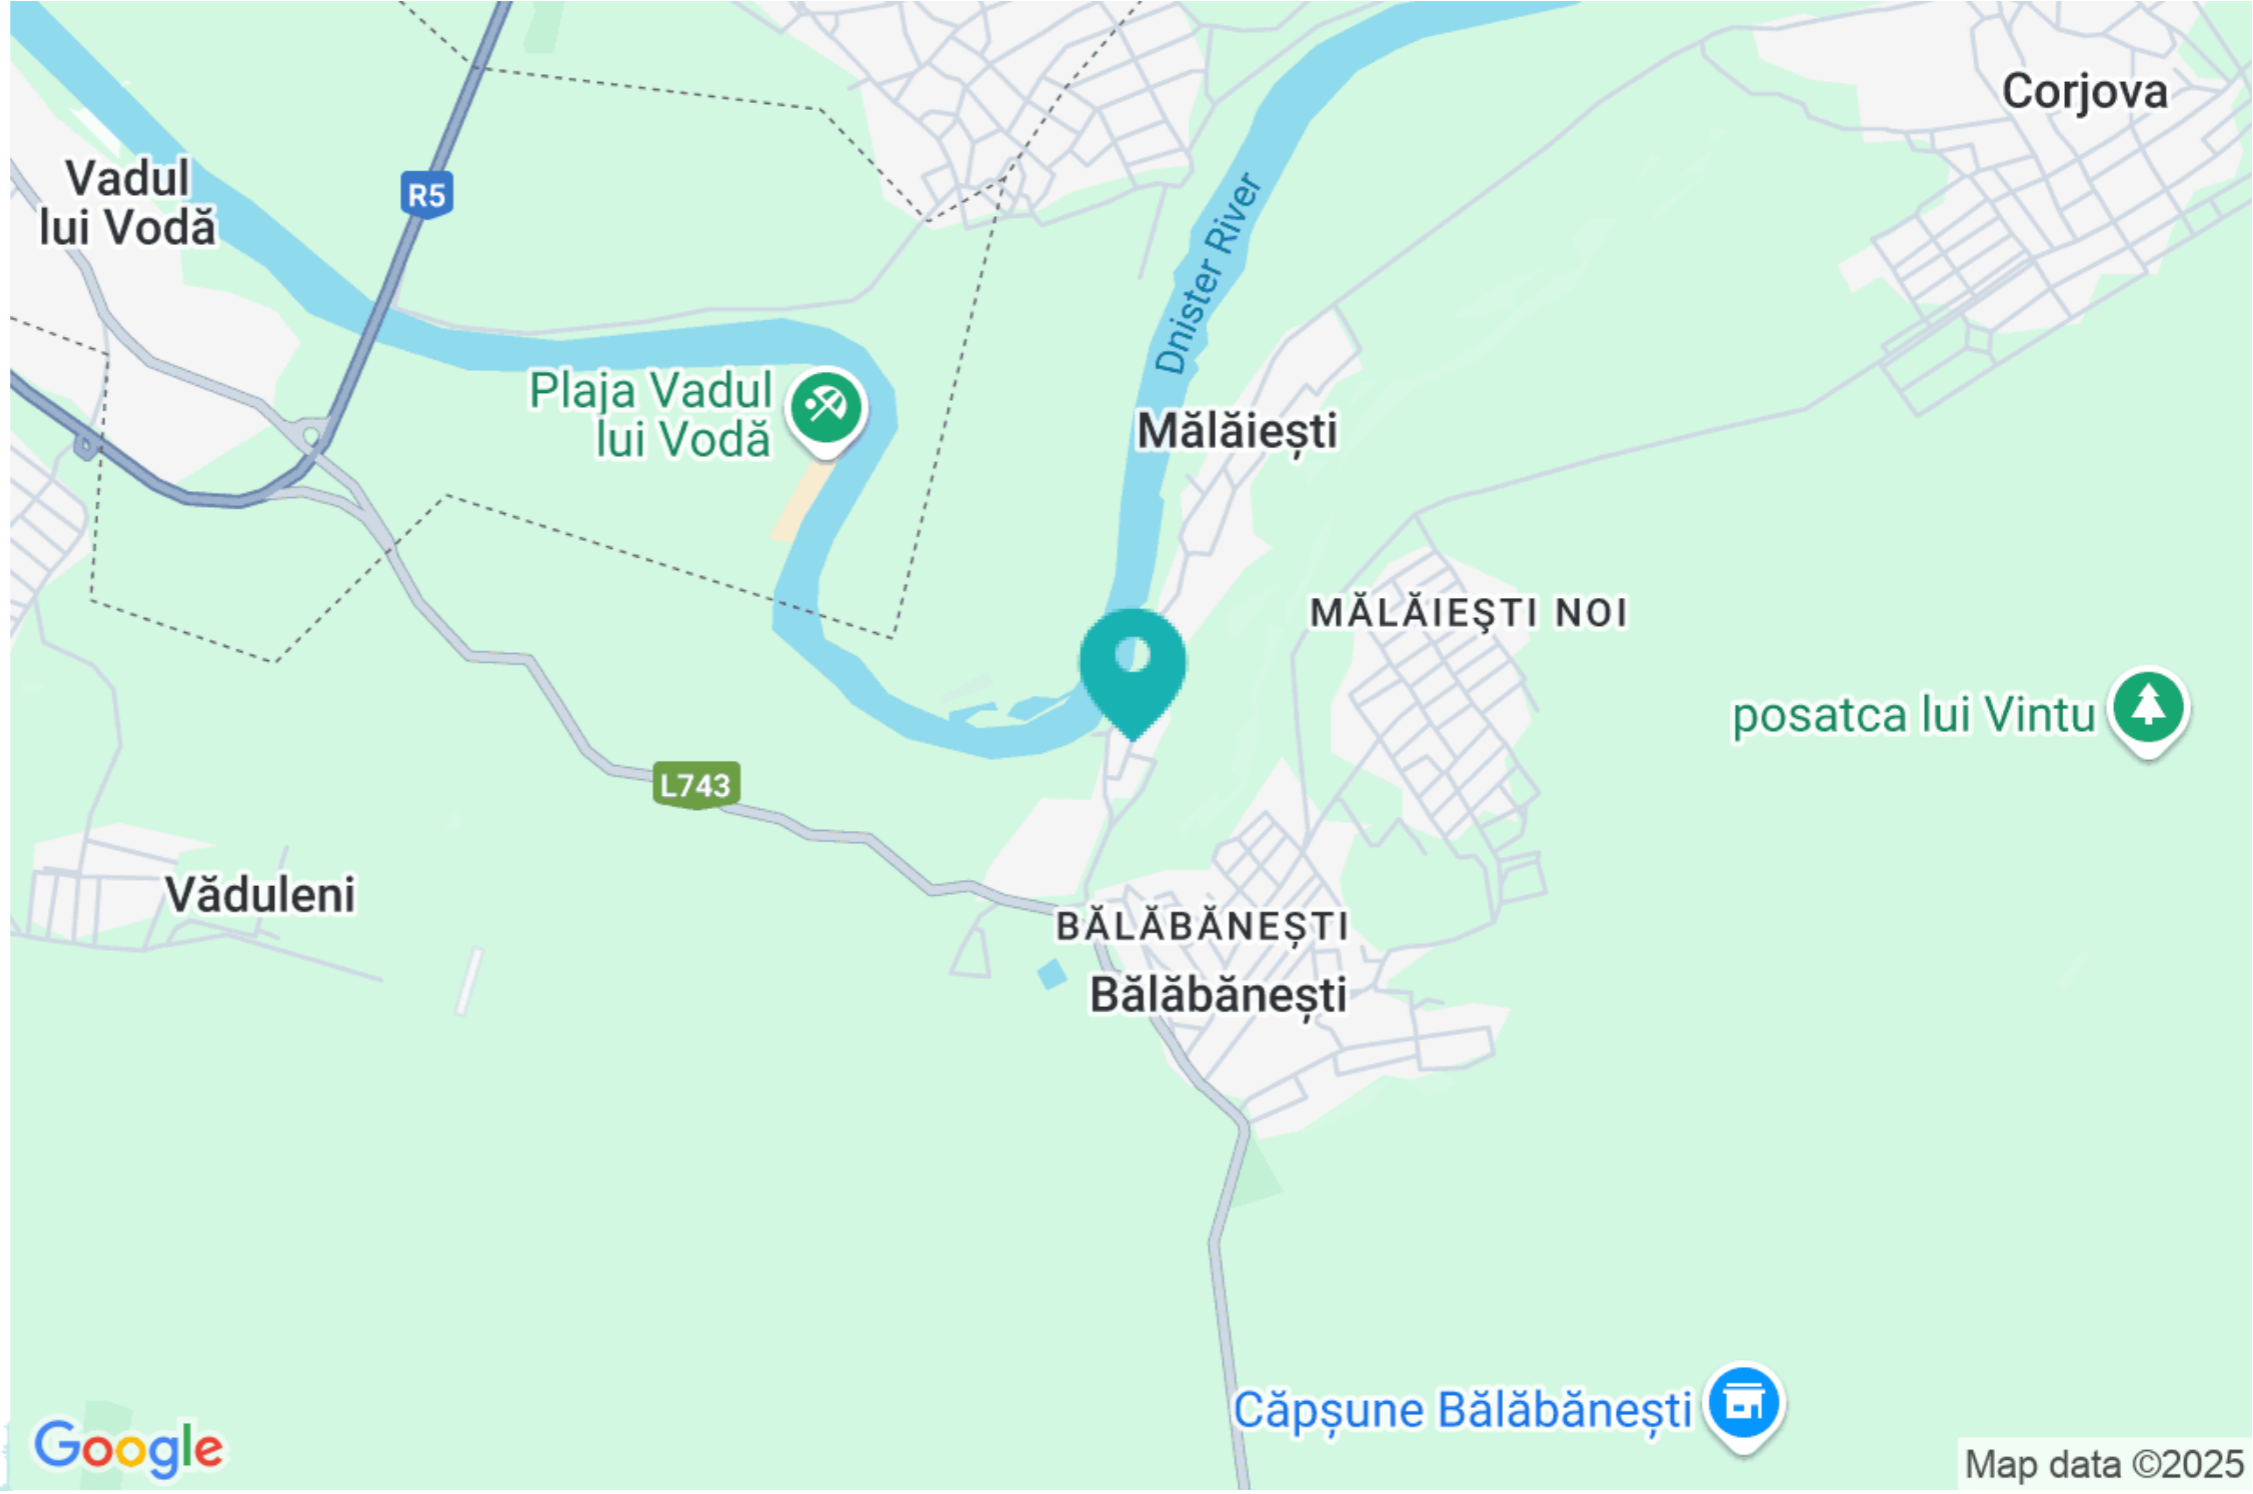 Corjova
Vadul
lui Vodă
R5
Dnister River
Plaja Vadul
lui Vodă
Mălăiești
MĂLĂIEŞTI NOI
posatca lui Vintu
L743
Văduleni
BĂLĂBĂNEȘTI
Bălăbănești
Căpșune Bălăbănești
Google
Map data ©2025